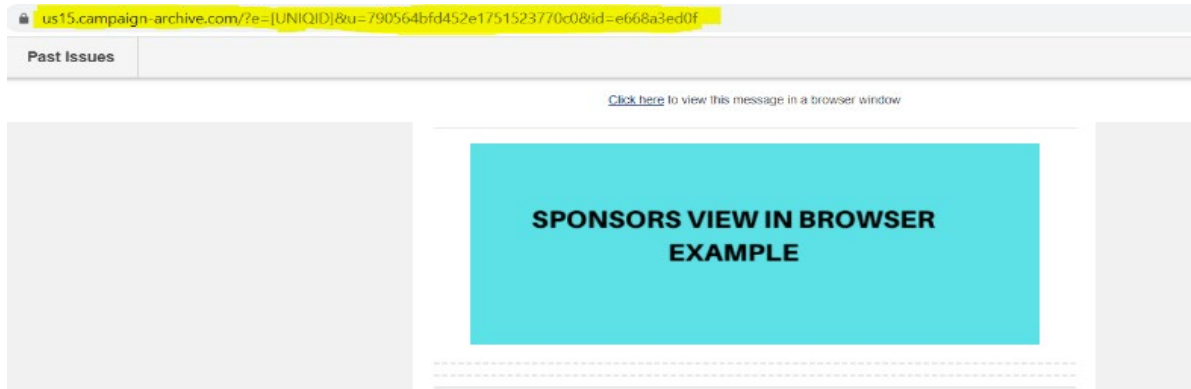 us15.campaign-archive.com/?e=[UNIQID]&u=790564bfd452e1751523770c0&id=e668a3ed0f
Past Issues
Click here to view this message in a browser window
SPONSORS VIEW IN BROWSER
EXAMPLE